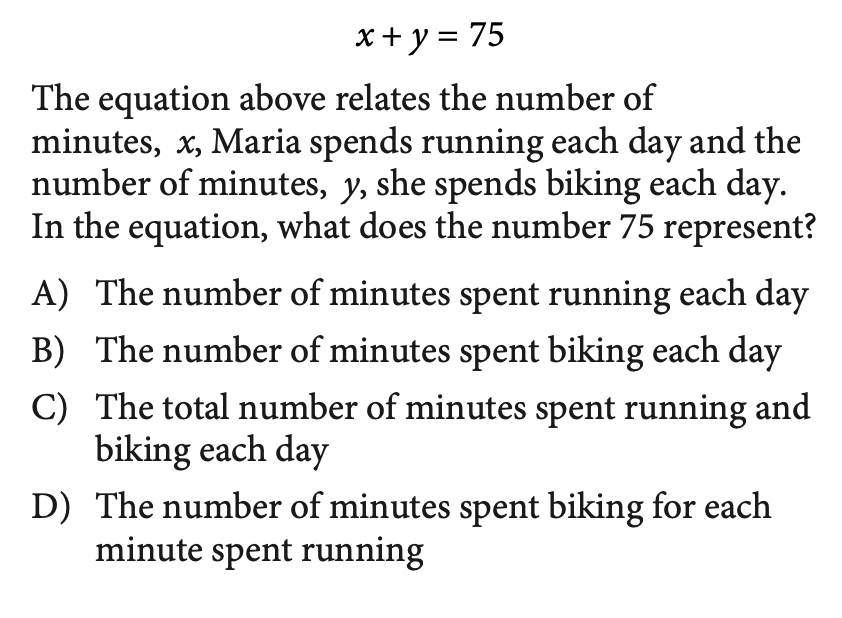 x + y = 75
The equation above relates the number of
minutes, x, Maria spends running each day and the
number of minutes, y, she spends biking each day.
In the equation, what does the number 75 represent?
A) The number of minutes spent running each day
B) The number of minutes spent biking each day
C) The total number of minutes spent running and
biking each day
D) The number of minutes spent biking for each
minute spent running